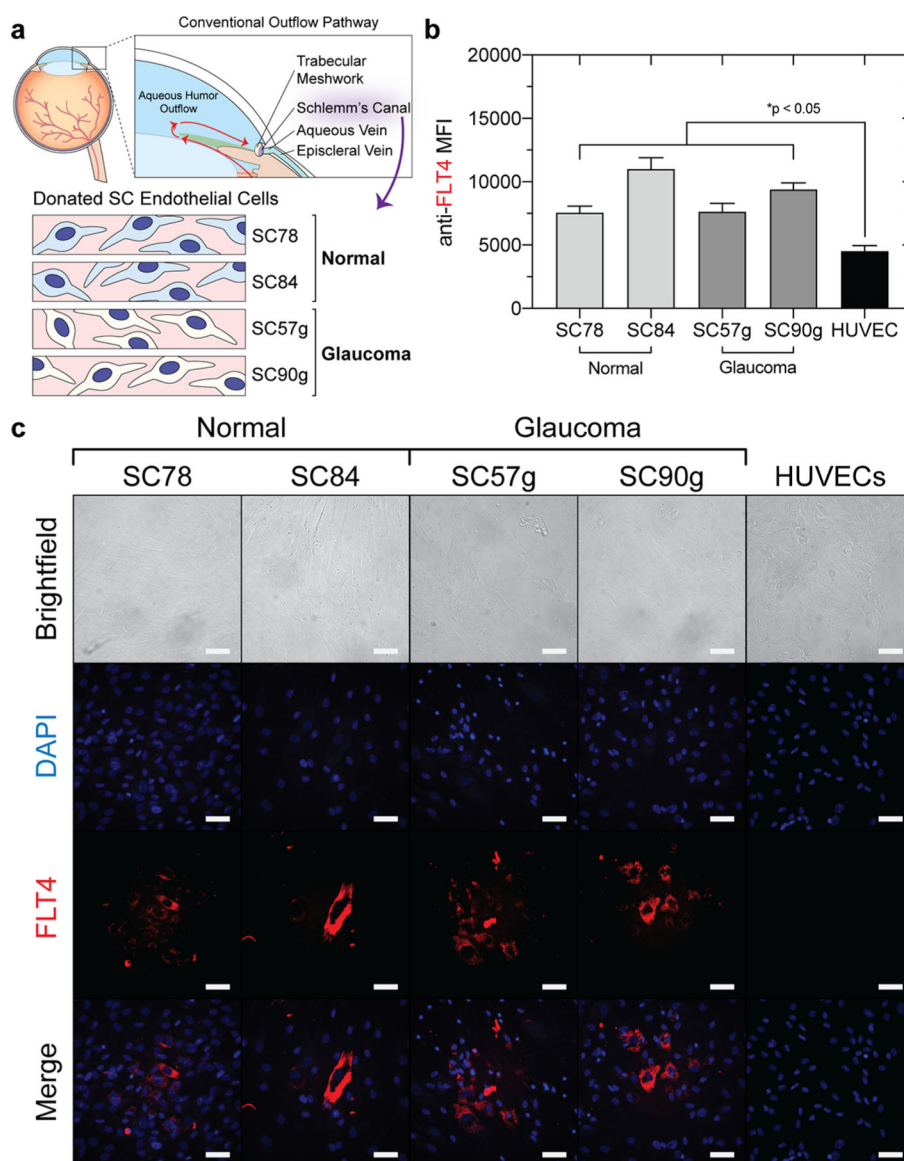 a
Conventional Outflow Pathway
Aqueous Humor
Outflow
Trabecular
Meshwork
Schlemm's Canal
Aqueous Vein
Episcleral Vein
Donated SC Endothelial Cells
SC78
SC84
Normal
SC57g
SC90g
Glaucoma
b
anti-FLT4 MFI
20000
15000
10000
5000
0
*p < 0.05
SC78
SC84
SC57g
SC90g
HUVEC
Normal
Glaucoma
c
Normal
Glaucoma
SC78
SC84
SC57g
SC90g
HUVECs
Brightfield
DAPI
FLT4
Merge